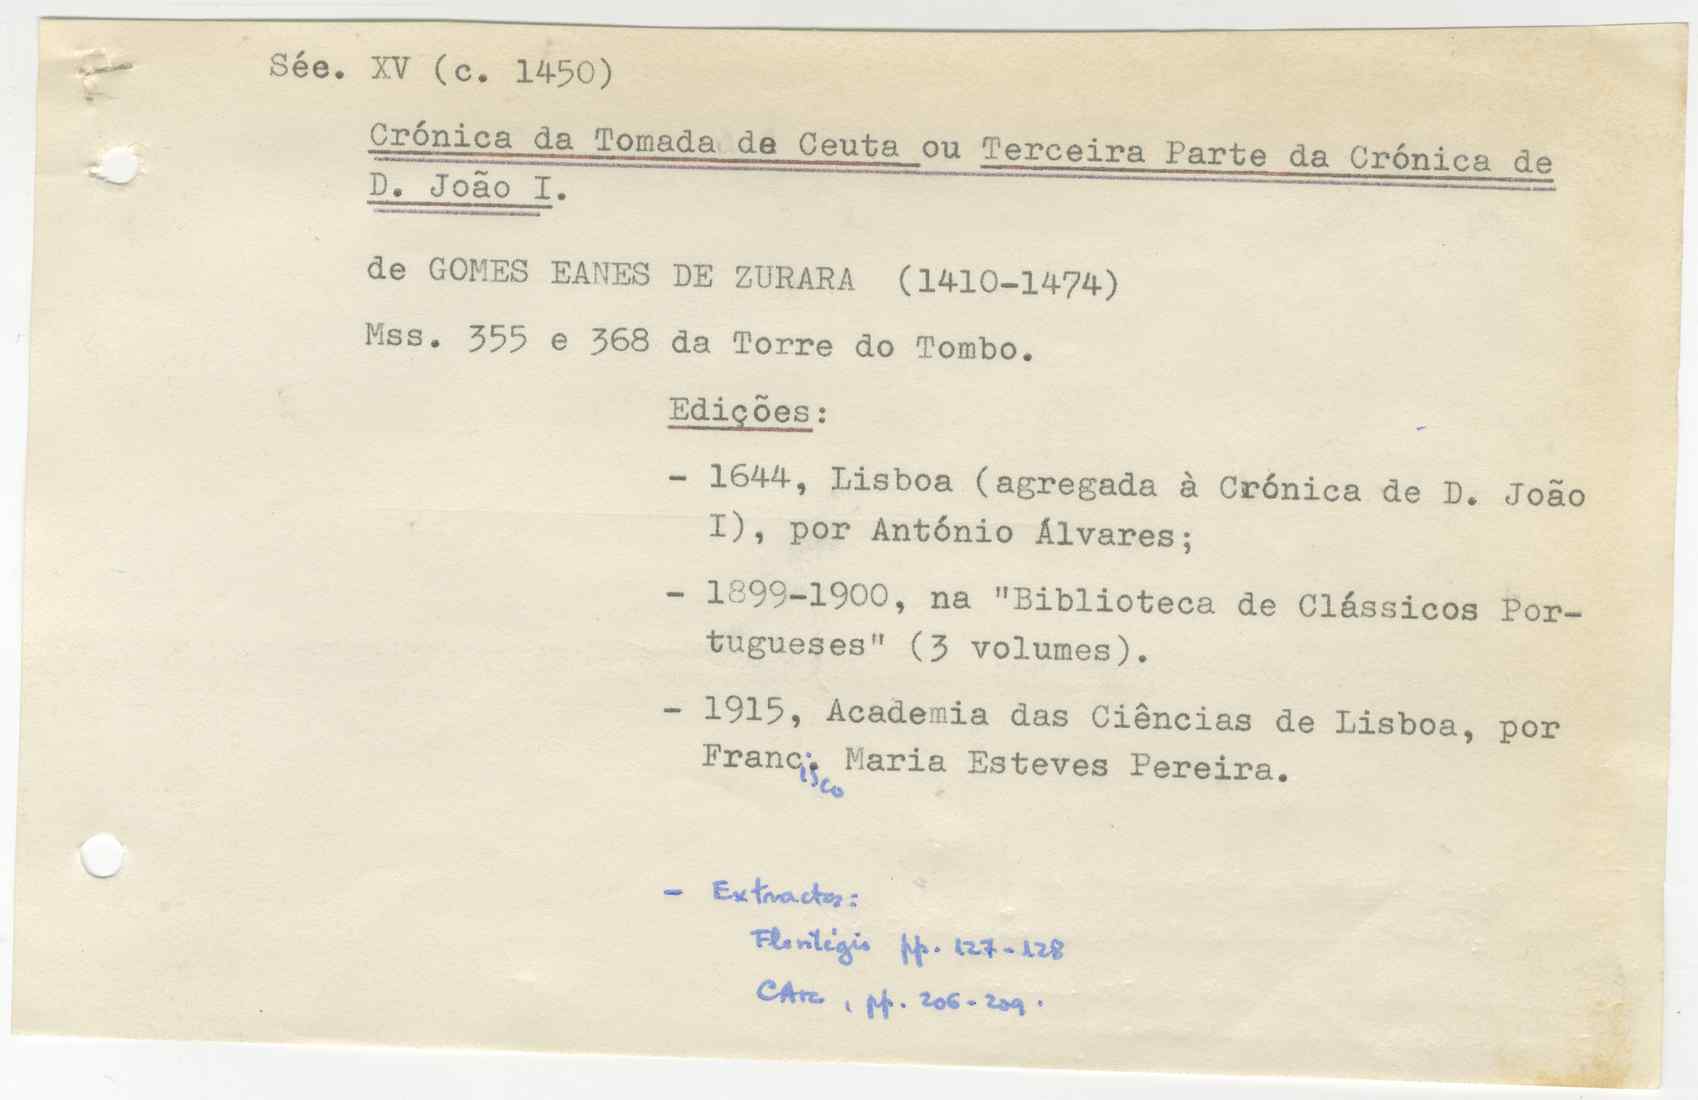 Sée. XV (c. 1450)
Crónica da Tomada de Ceuta ou Terceira Parte da Crónica de
D. João I.
de GOMES EANES DE ZURARA (1410-1474)
Mss. 355 e 368 da Torre do Tombo.
Edições:
- 1644, Lisboa (agregada à Crónica de D. João
I), por António Álvares;
- 1899-1900, na "Biblioteca de Clássicos Por-
tugueses" (3 volumes).
- 1915, Academia das Ciências de Lisboa, por
Francisco Maria Esteves Pereira.
- Extractos:
Florilégio pp. 127-128
pp. 206-209.